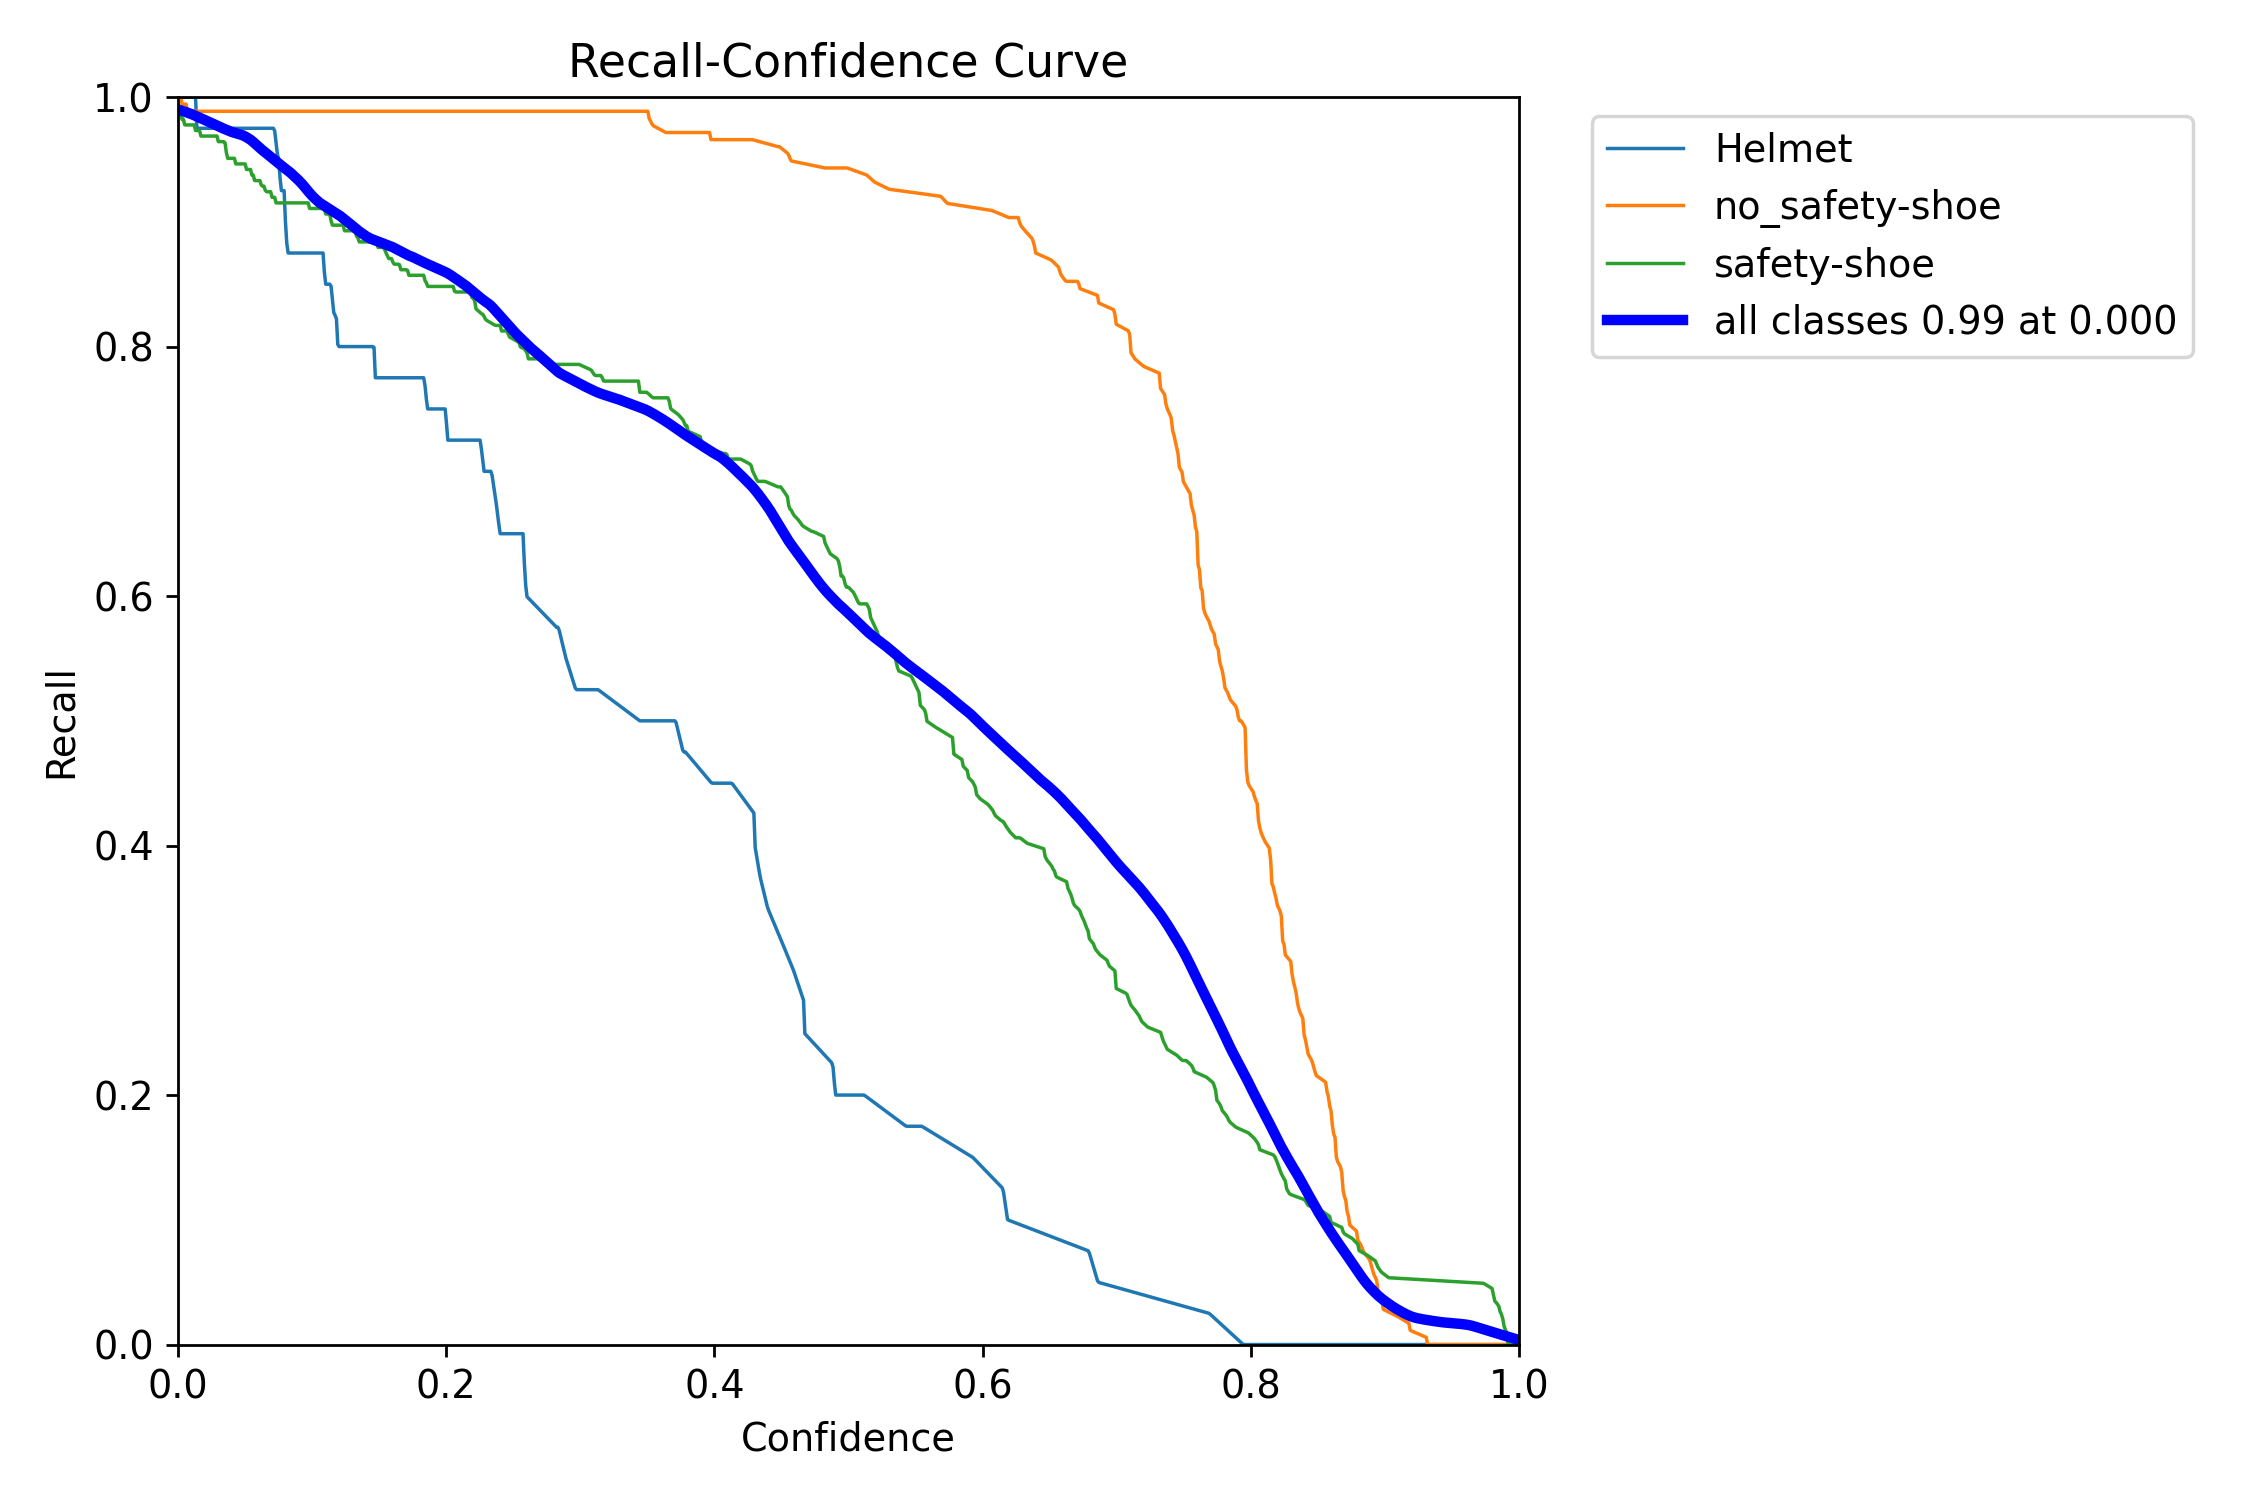 Recall-Confidence Curve
1.0
0.8
0.6
0.4
0.2
0.0
Recall
0.0 0.2 0.4 0.6 0.8 1.0
Confidence
Helmet
no_safety-shoe
safety-shoe
all classes 0.99 at 0.000